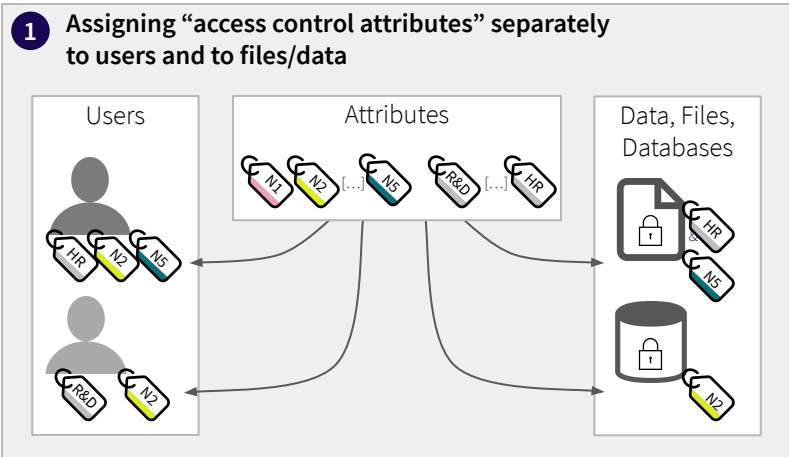 1
Assigning “access control attributes” separately
to users and to files/data
Users
Attributes
Data, Files,
Databases
N1 N2 [...] N5 R&D [...] HR
HR N2 N5
HR
&
N5
R&D N2
N2